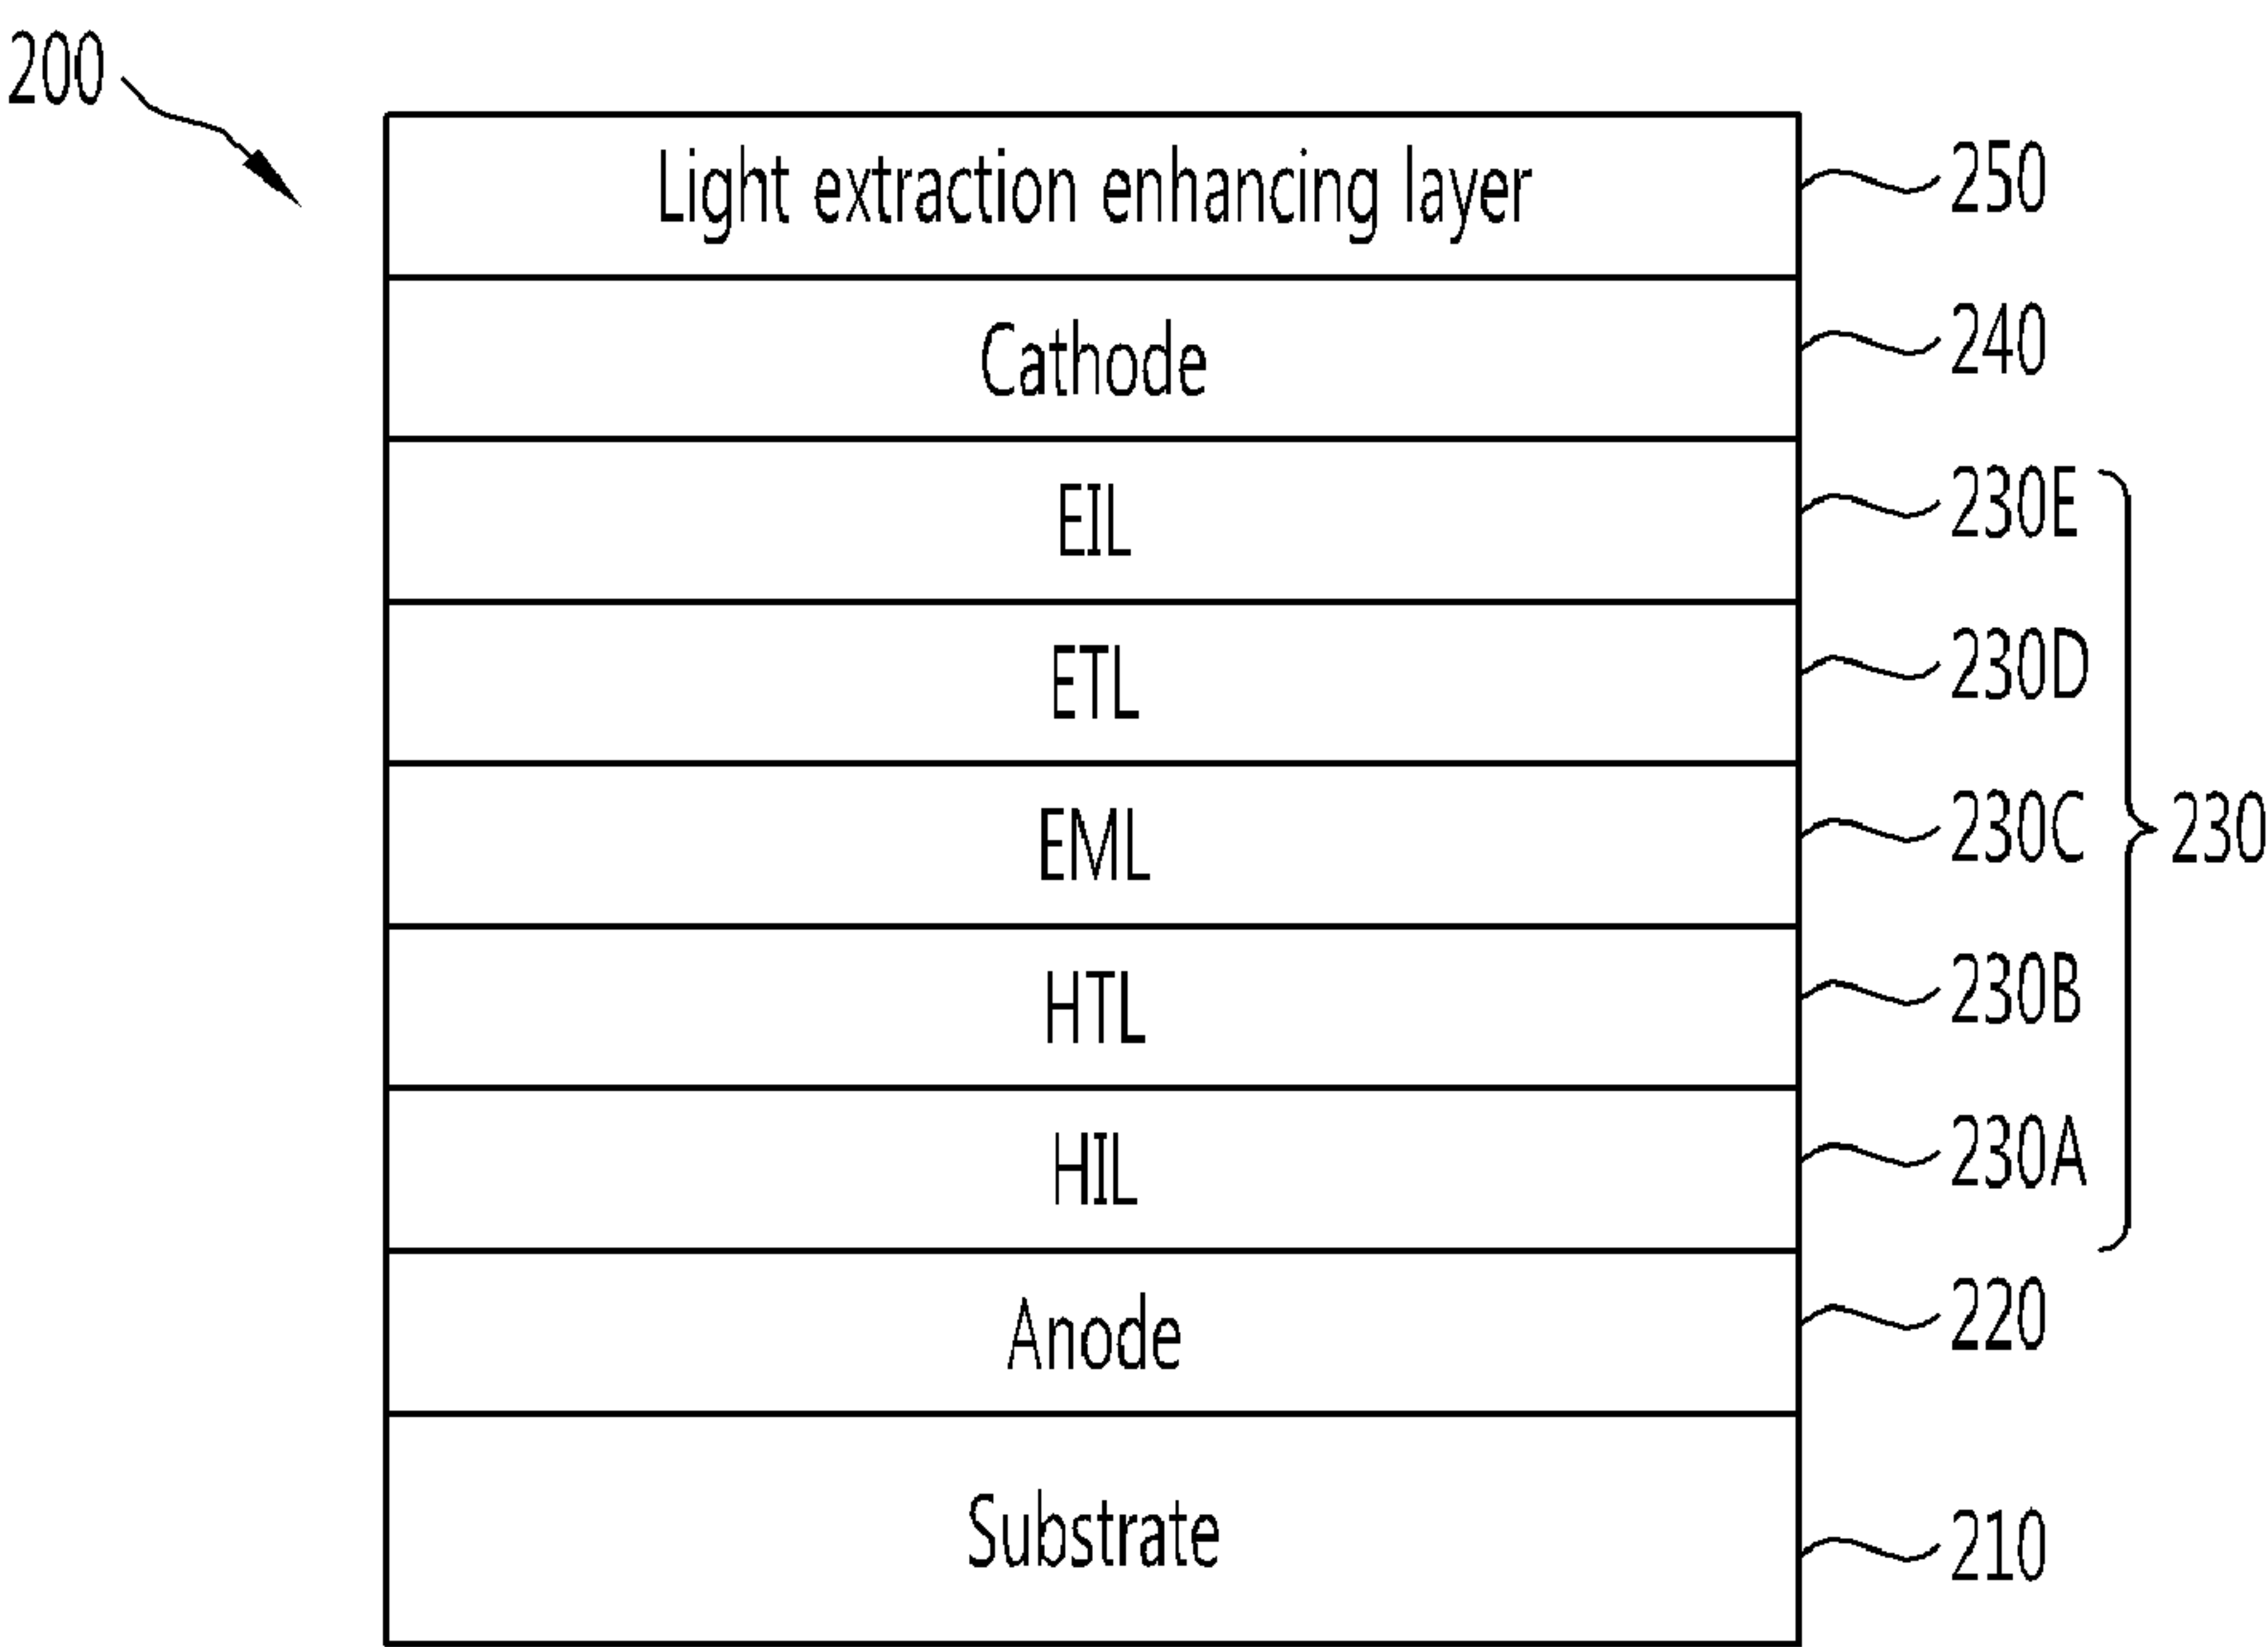 200
Light extraction enhancing layer 250
Cathode 240
EIL 230E
ETL 230D
EML 230C 230
HTL 230B
HIL 230A
Anode 220
Substrate 210